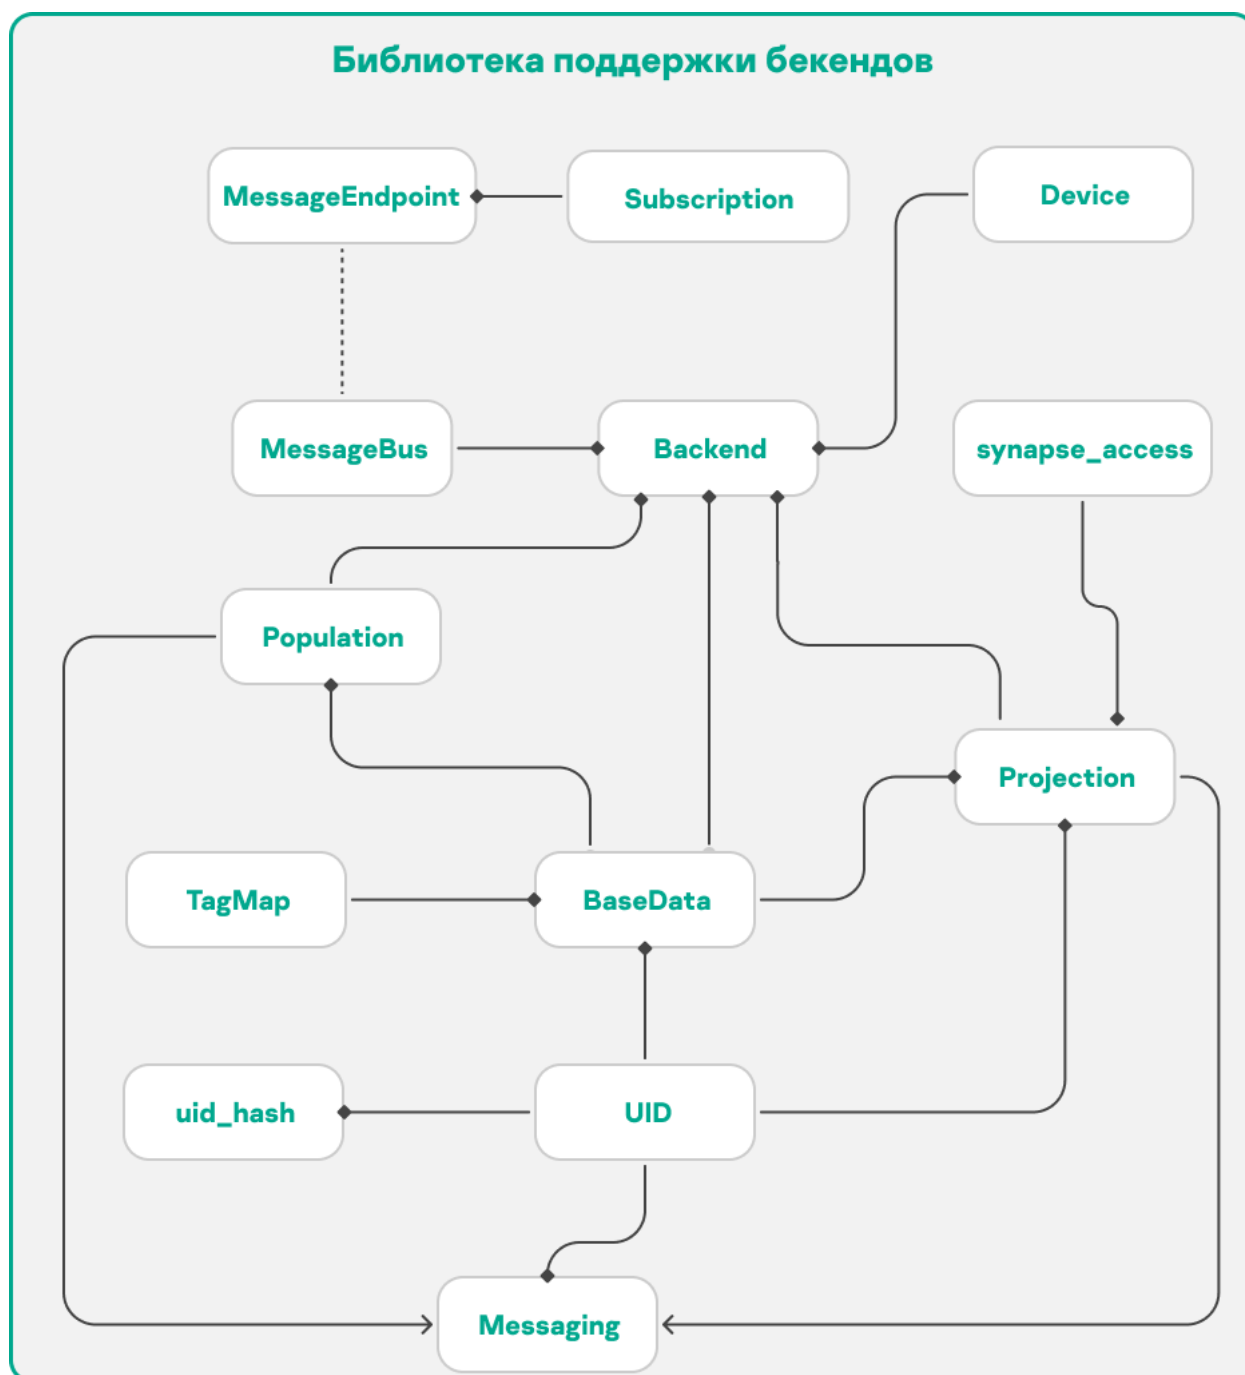 Библиотека поддержки бекендов
MessageEndpoint
Subscription
Device
MessageBus
Backend
synapse_access
Population
Projection
TagMap
BaseData
uid_hash
UID
Messaging